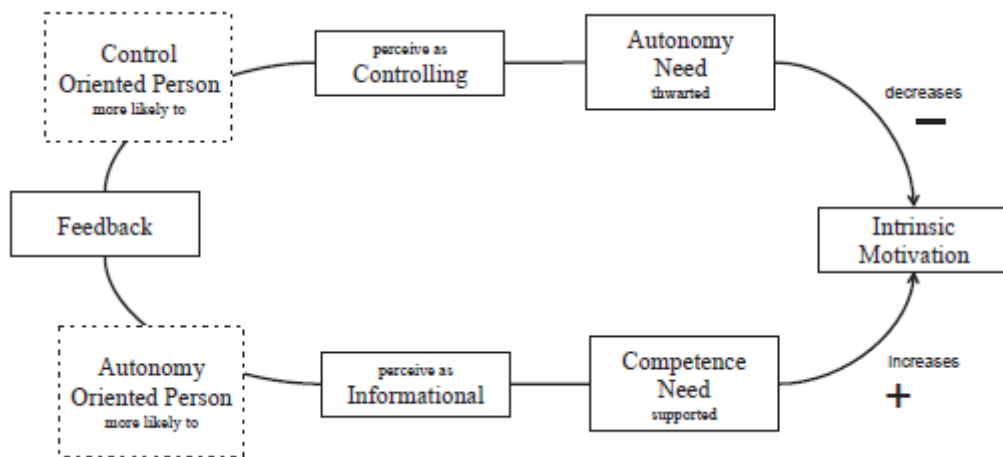 Control
Oriented Person
more likely to
perceive as
Controlling
Autonomy
Need
thwarted
decreases
−
Feedback
Intrinsic
Motivation
Autonomy
Oriented Person
more likely to
perceive as
Informational
Competence
Need
supported
Increases
+